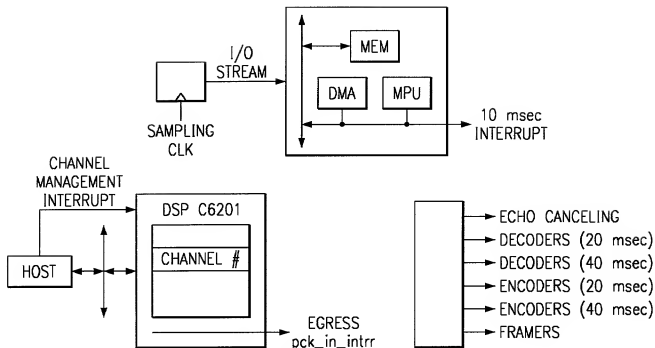 I/O
STREAM
MEM
DMA
MPU
10 msec
INTERRUPT
SAMPLING
CLK
CHANNEL
MANAGEMENT
INTERRUPT
DSP C6201
CHANNEL #
HOST
EGRESS
pck_in_intrr
ECHO CANCELING
DECODERS (20 msec)
DECODERS (40 msec)
ENCODERS (20 msec)
ENCODERS (40 msec)
FRAMERS